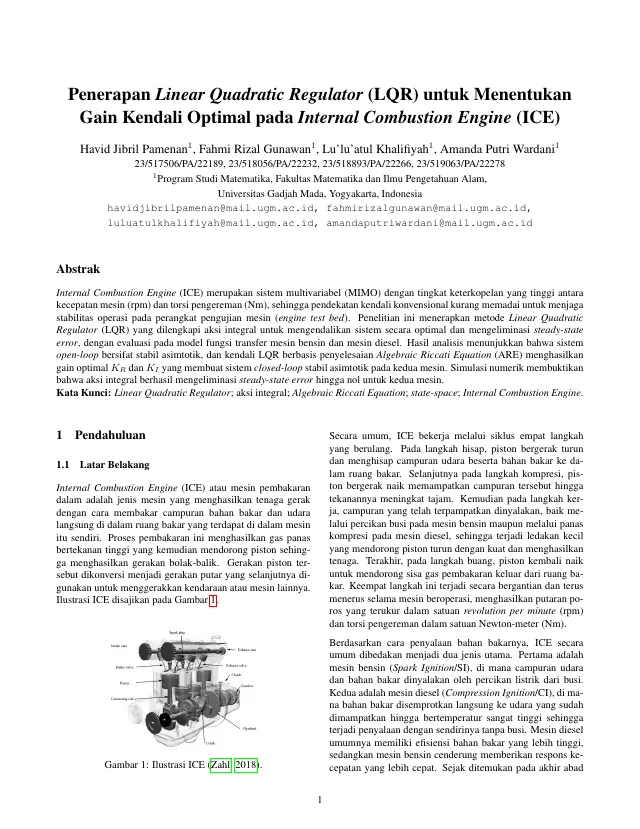 Penerapan Linear Quadratic Regulator (LQR) untuk Menentukan
Gain Kendali Optimal pada Internal Combustion Engine (ICE)
Havid Jibril Pamenan1, Fahmi Rizal Gunawan1, Lu'lu'atul Khalifiyah1, Amanda Putri Wardani1
23/517506/PA/22189, 23/518056/PA/22232, 23/518893/PA/22266, 23/519063/PA/22278
1Program Studi Matematika, Fakultas Matematika dan Ilmu Pengetahuan Alam,
Universitas Gadjah Mada, Yogyakarta, Indonesia
havidjibrilpamenan@mail.ugm.ac.id, fahmirizalgunawan@mail.ugm.ac.id,
luluatulkhalifiyah@mail.ugm.ac.id, amandaputriwardani@mail.ugm.ac.id
Abstrak
Internal Combustion Engine (ICE) merupakan sistem multivariabel (MIMO) dengan tingkat keterkopelan yang tinggi antara
kecepatan mesin (rpm) dan torsi pengereman (Nm), sehingga pendekatan kendali konvensional kurang memadai untuk menjaga
stabilitas operasi pada perangkat pengujian mesin (engine test bed). Penelitian ini menerapkan metode Linear Quadratic
Regulator (LQR) yang dilengkapi aksi integral untuk mengendalikan sistem secara optimal dan mengeliminasi steady-state
error, dengan evaluasi pada model fungsi transfer mesin bensin dan mesin diesel. Hasil analisis menunjukkan bahwa sistem
open-loop bersifat stabil asimtotik, dan kendali LQR berbasis penyelesaian Algebraic Riccati Equation (ARE) menghasilkan
gain optimal KR dan KI yang membuat sistem closed-loop stabil asimtotik pada kedua mesin. Simulasi numerik membuktikan
bahwa aksi integral berhasil mengeliminasi steady-state error hingga nol untuk kedua mesin.
Kata Kunci: Linear Quadratic Regulator; aksi integral; Algebraic Riccati Equation; state-space; Internal Combustion Engine.
1 Pendahuluan
1.1 Latar Belakang
Internal Combustion Engine (ICE) atau mesin pembakaran
dalam adalah jenis mesin yang menghasilkan tenaga gerak
dengan cara membakar campuran bahan bakar dan udara
langsung di dalam ruang bakar yang terdapat di dalam mesin
itu sendiri. Proses pembakaran ini menghasilkan gas panas
bertekanan tinggi yang kemudian mendorong piston sehing-
ga menghasilkan gerakan bolak-balik. Gerakan piston ter-
sebut dikonversi menjadi gerakan putar yang selanjutnya di-
gunakan untuk menggerakkan kendaraan atau mesin lainnya.
Ilustrasi ICE disajikan pada Gambar 1.
Spark plug
Intake cam
Exhaust cam
Intake valve
Exhaust valve
Piston
Connecting rod
Flywheel
Crank
Gambar 1: Ilustrasi ICE (Zahl, 2018).
Secara umum, ICE bekerja melalui siklus empat langkah
yang berulang. Pada langkah hisap, piston bergerak turun
dan menghisap campuran udara beserta bahan bakar ke da-
lam ruang bakar. Selanjutnya pada langkah kompresi, pis-
ton bergerak naik memampatkan campuran tersebut hingga
tekanannya meningkat tajam. Kemudian pada langkah ker-
ja, campuran yang telah terpampatkan dinyalakan, baik me-
lalui percikan busi pada mesin bensin maupun melalui panas
kompresi pada mesin diesel, sehingga terjadi ledakan kecil
yang mendorong piston turun dengan kuat dan menghasilkan
tenaga. Terakhir, pada langkah buang, piston kembali naik
untuk mendorong sisa gas pembakaran keluar dari ruang ba-
kar. Keempat langkah ini terjadi secara bergantian dan terus
menerus selama mesin beroperasi, menghasilkan putaran po-
ros yang terukur dalam satuan revolution per minute (rpm)
dan torsi pengereman dalam satuan Newton-meter (Nm).
Berdasarkan cara penyalaan bahan bakarnya, ICE secara
umum dibedakan menjadi dua jenis utama. Pertama adalah
mesin bensin (Spark Ignition/SI), di mana campuran udara
dan bahan bakar dinyalakan oleh percikan listrik dari busi.
Kedua adalah mesin diesel (Compression Ignition/CI), di ma-
na bahan bakar disemprotkan langsung ke udara yang sudah
dimampatkan hingga bertemperatur sangat tinggi sehingga
terjadi penyalaan dengan sendirinya tanpa busi. Mesin diesel
umumnya memiliki efisiensi bahan bakar yang lebih tinggi,
sedangkan mesin bensin cenderung memberikan respons ke-
cepatan yang lebih cepat. Sejak ditemukan pada akhir abad
1